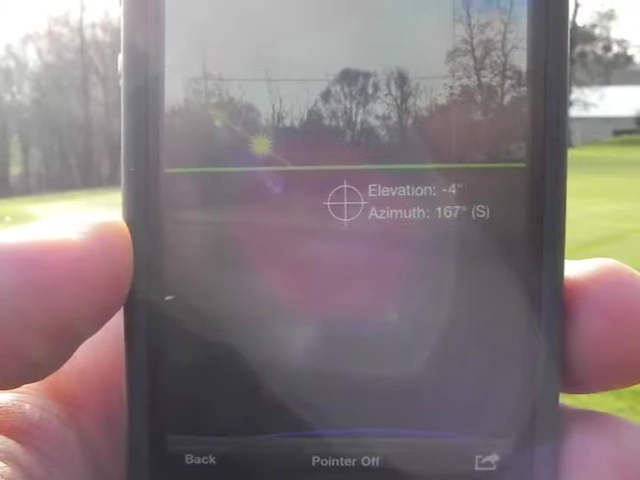 Elevation: -4°
Azimuth: 167° (S)
Back
Pointer Off